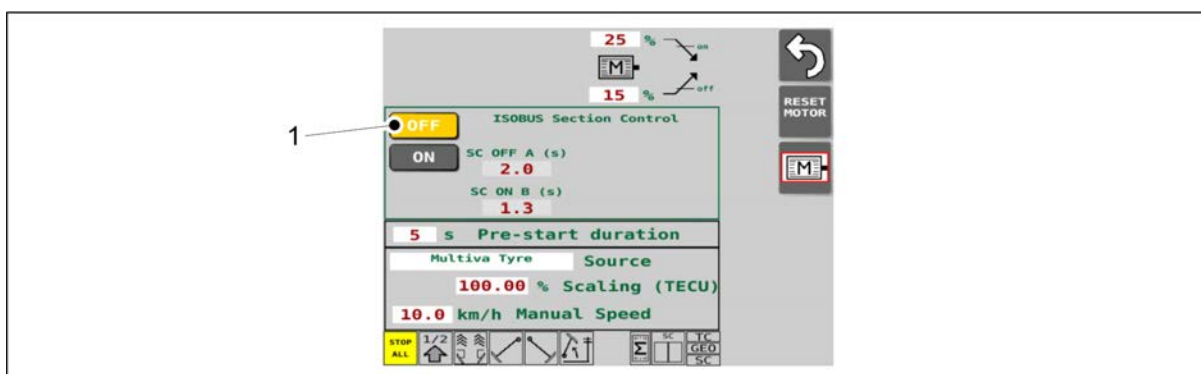 25 % on
M
15 % off
RESET
MOTOR
1
OFF
ISOBUS Section Control
ON
SC OFF A (s)
2.0
M
SC ON B (s)
1.3
5 s Pre-start duration
Multiva Tyre Source
100.00 % Scaling (TECU)
10.0 km/h Manual Speed
STOP
ALL
1/2
Σ
SC
TC
GEO
SC